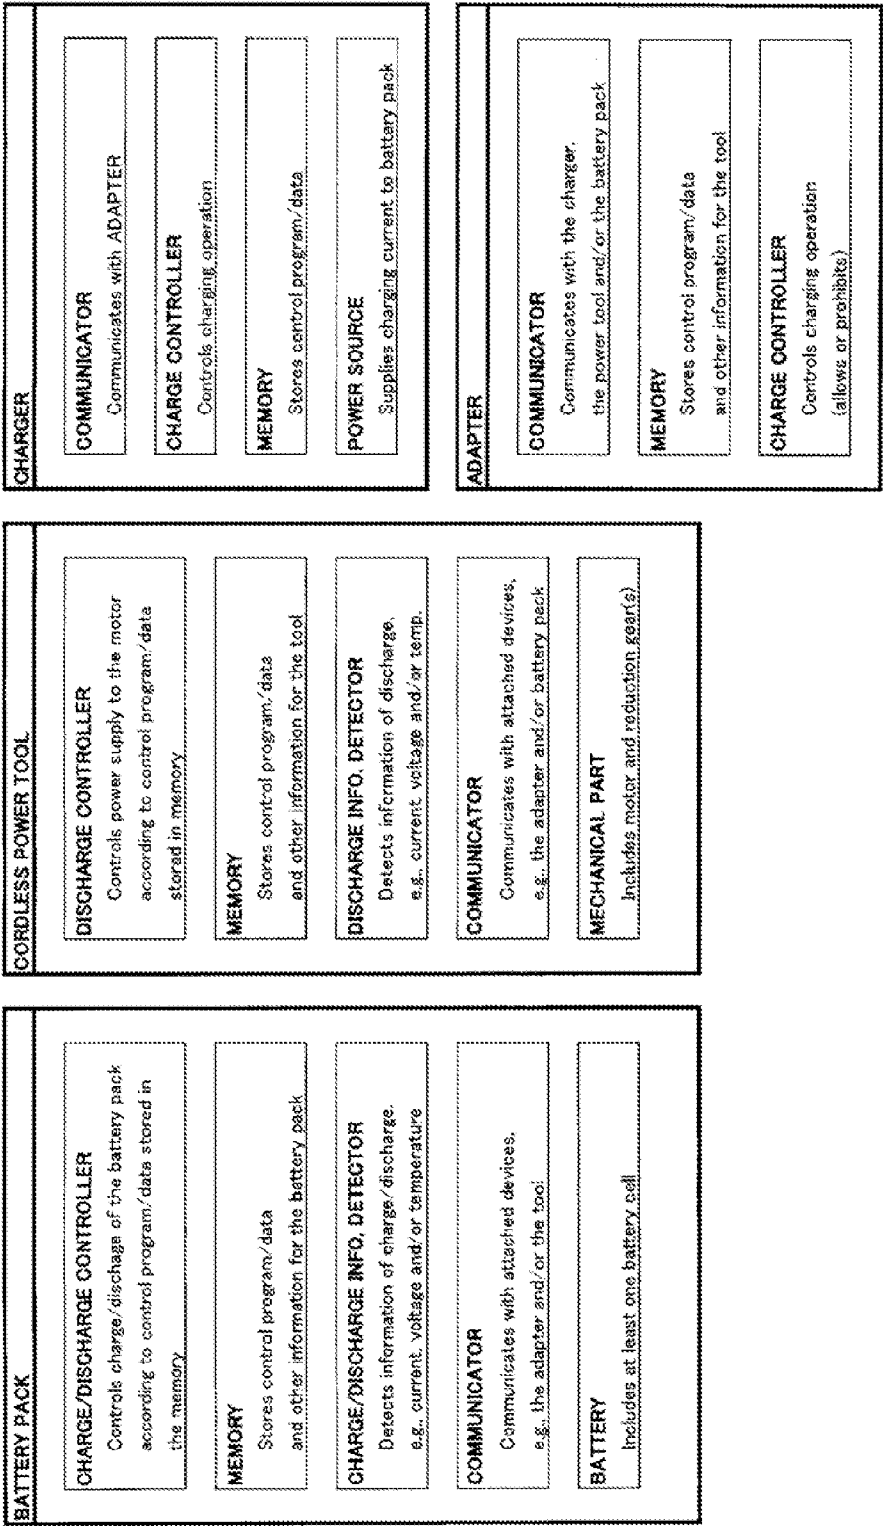 BATTERY PACK
CHARGE/DISCHARGE CONTROLLER
Controls charge/dischage of the battery pack
according to control program/data stored in
the memory
MEMORY
Stores control program/data
and other information for the battery pack
CHARGE/DISCHARGE INFO. DETECTOR
Detects information of charge/discharge,
e.g., current, voltage and/or temperature
COMMUNICATOR
Communicates with attached devices,
e.g., the adapter and/or the tool
BATTERY
Includes at least one battery cell
CORDLESS POWER TOOL
DISCHARGE CONTROLLER
Controls power supply to the motor
according to control program/data
stored in memory
MEMORY
Stores control program/data
and other information for the tool
DISCHARGE INFO. DETECTOR
Detects information of discharge,
e.g., current, voltage and/or temp.
COMMUNICATOR
Communicates with attached devices,
e.g., the adapter and/or battery pack
MECHANICAL PART
Includes motor and reduction gear(s)
CHARGER
COMMUNICATOR
Communicates with ADAPTER
CHARGE CONTROLLER
Controls charging operation
MEMORY
Stores control program/data
POWER SOURCE
Supplies charging current to battery pack
ADAPTER
COMMUNICATOR
Communicates with the charger,
the power tool and/or the battery pack
MEMORY
Stores control program/data
and other information for the tool
CHARGE CONTROLLER
Controls charging operation
(allows or prohibits)